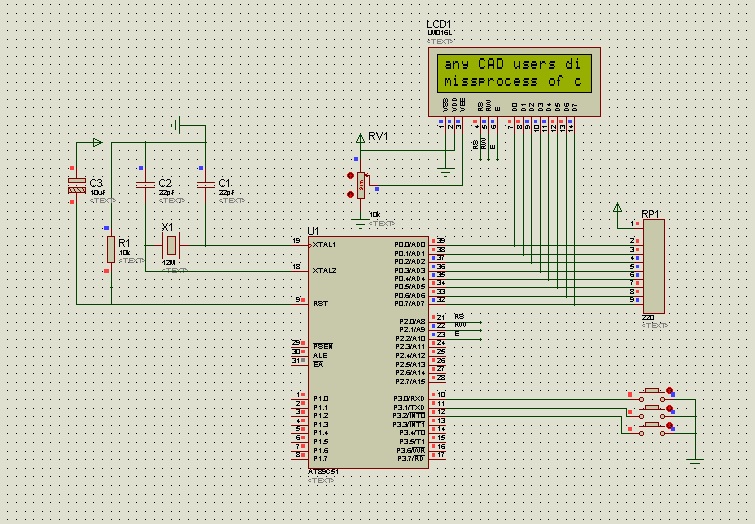 LCD1
LM016L
<TEXT>
any CAD users di
missprocess of c
VSS
VDD
VEE
RS
RW
E
D0
D1
D2
D3
D4
D5
D6
D7
1
2
3
4
5
6
7
8
9
10
11
12
13
14
RS
RW
E
RV1
10k
<TEXT>
C3
10uf
<TEXT>
C2
22pf
<TEXT>
C1
22pf
<TEXT>
R1
10k
<TEXT>
X1
12M
<TEXT>
U1
19 XTAL1
18 XTAL2
9 RST
29 PSEN
30 ALE
31 EA
1 P1.0
2 P1.1
3 P1.2
4 P1.3
5 P1.4
6 P1.5
7 P1.6
8 P1.7
P0.0/AD0 39
P0.1/AD1 38
P0.2/AD2 37
P0.3/AD3 36
P0.4/AD4 35
P0.5/AD5 34
P0.6/AD6 33
P0.7/AD7 32
P2.0/A8 21 RS
P2.1/A9 22 RW
P2.2/A10 23 E
P2.3/A11 24
P2.4/A12 25
P2.5/A13 26
P2.6/A14 27
P2.7/A15 28
P3.0/RXD 10
P3.1/TXD 11
P3.2/INT0 12
P3.3/INT1 13
P3.4/T0 14
P3.5/T1 15
P3.6/WR 16
P3.7/RD 17
AT89C51
<TEXT>
RP1
1
2
3
4
5
6
7
8
9
220
<TEXT>